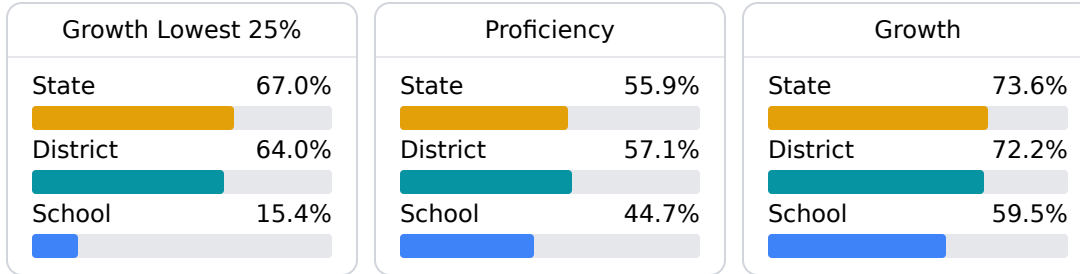 Growth Lowest 25%
State 67.0%
District 64.0%
School 15.4%
Proficiency
State 55.9%
District 57.1%
School 44.7%
Growth
State 73.6%
District 72.2%
School 59.5%